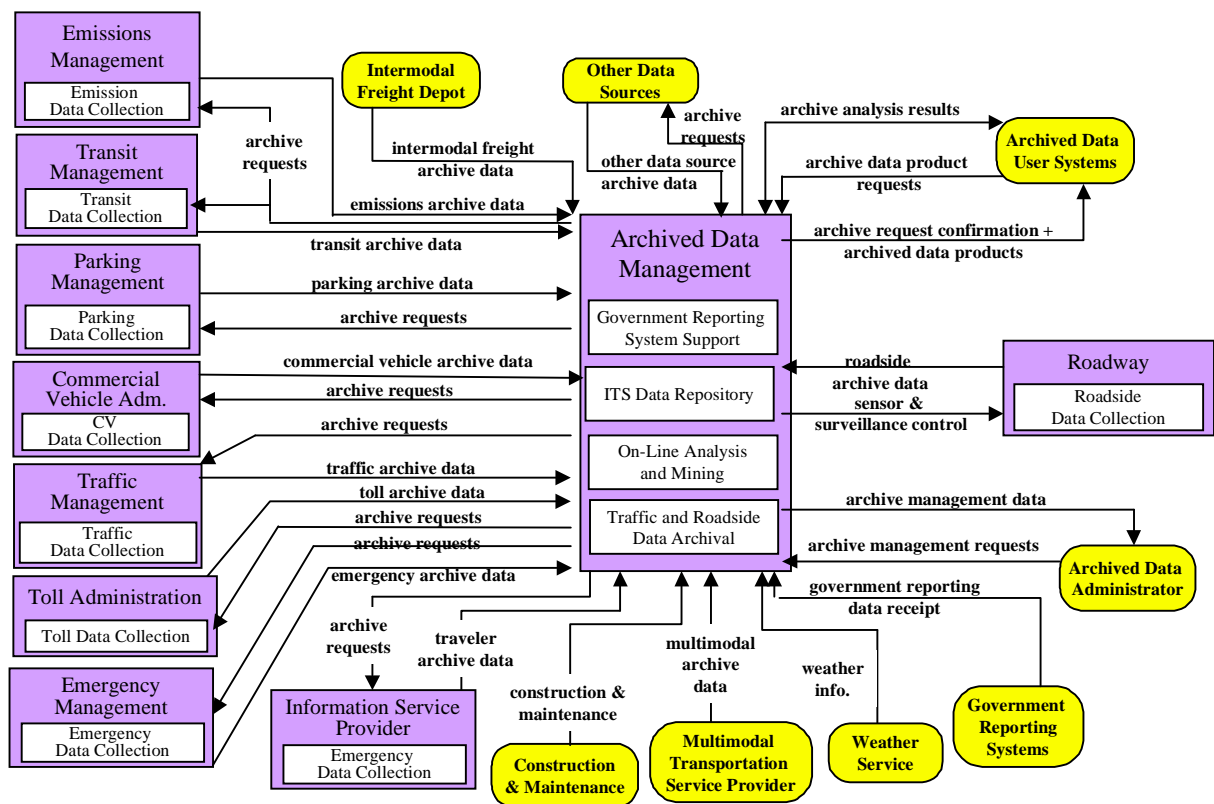 Emissions
Management
Emission
Data Collection
Transit
Management
Transit
Data Collection
Parking
Management
Parking
Data Collection
Commercial
Vehicle Adm.
CV
Data Collection
Traffic
Management
Traffic
Data Collection
Toll Administration
Toll Data Collection
Emergency
Management
Emergency
Data Collection
Intermodal
Freight Depot
Other Data
Sources
archive
requests
intermodal freight
archive data
archive
requests
other data source
archive data
emissions archive data
transit archive data
parking archive data
archive requests
commercial vehicle archive data
archive requests
archive requests
traffic archive data
toll archive data
archive requests
archive requests
emergency archive data
Archived Data
Management
Government Reporting
System Support
ITS Data Repository
On-Line Analysis
and Mining
Traffic and Roadside
Data Archival
archive analysis results
archive data product
requests
archive request confirmation +
archived data products
Archived Data
User Systems
roadside
archive data
sensor &
surveillance control
Roadway
Roadside
Data Collection
archive management data
archive management requests
Archived Data
Administrator
government reporting
data receipt
archive
requests
traveler
archive data
Information Service
Provider
Emergency
Data Collection
construction &
maintenance
Construction
& Maintenance
multimodal
archive
data
Multimodal
Transportation
Service Provider
weather
info.
Weather
Service
Government
Reporting
Systems